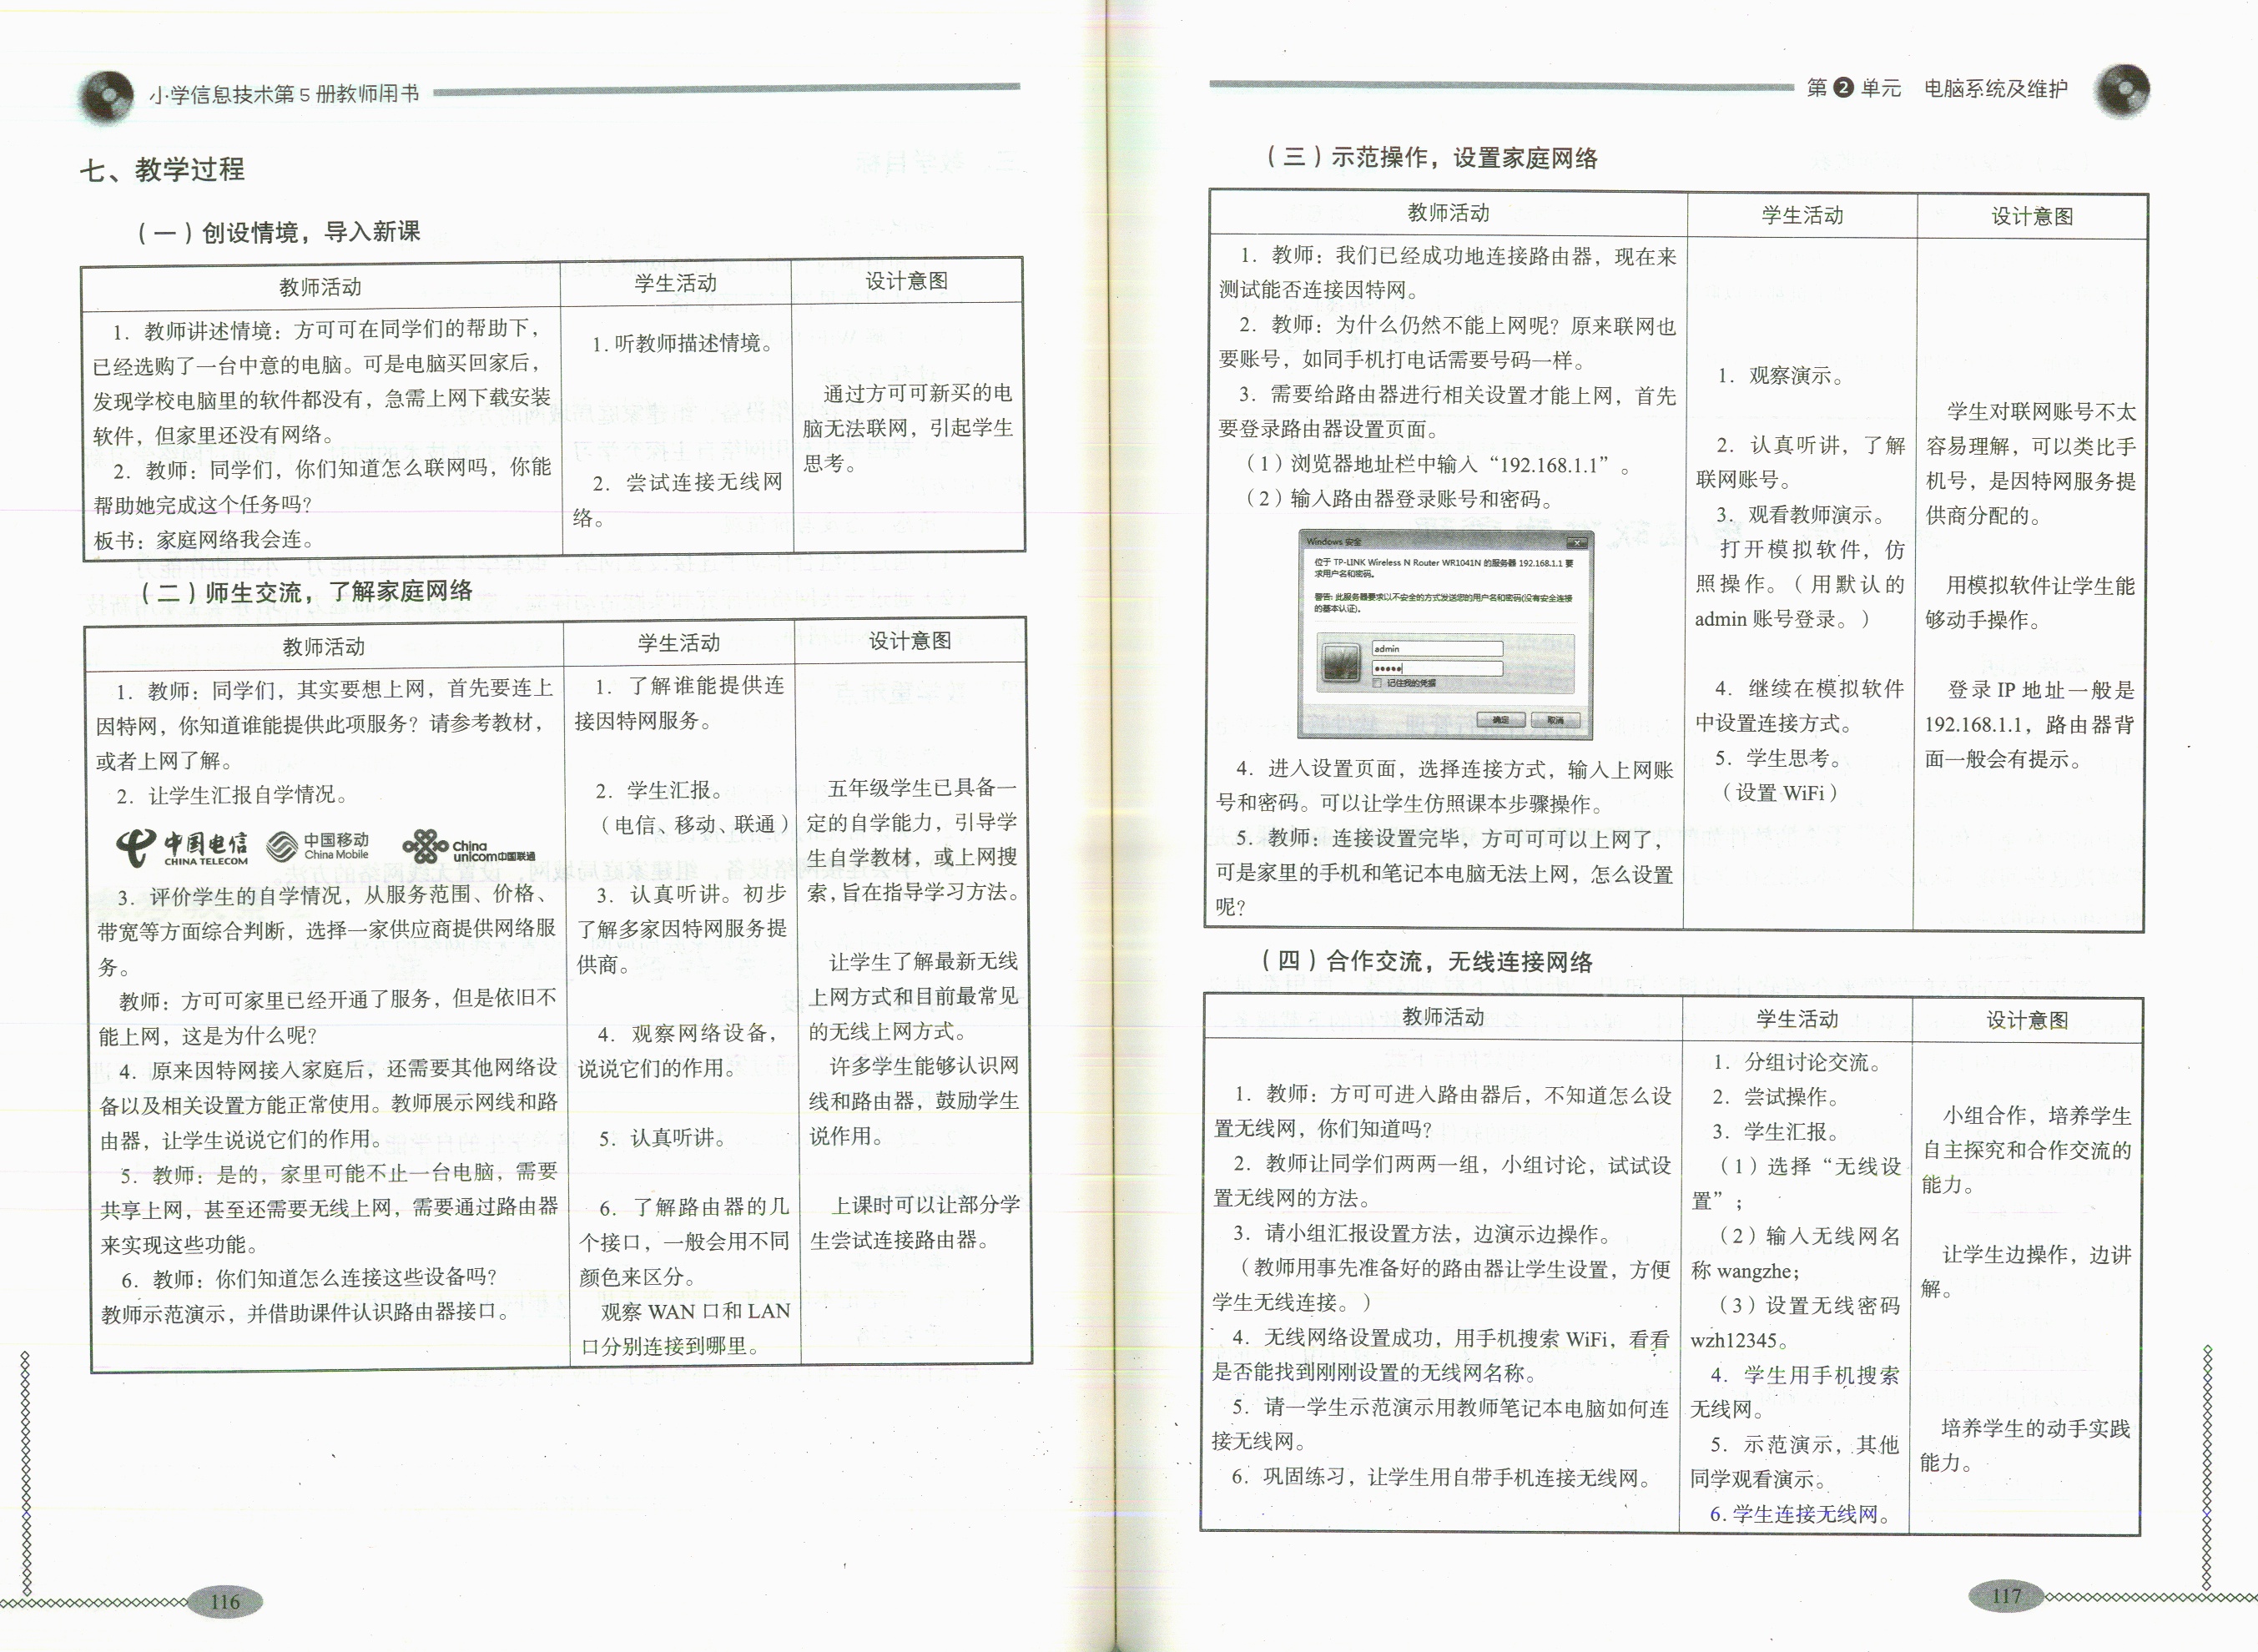 小学信息技术第5册教师用书
七、教学过程
（一）创设情境，导入新课
教师活动
学生活动
设计意图
1. 教师讲述情境：方可可在同学们的帮助下，
已经选购了一台中意的电脑。可是电脑买回家后，
发现学校电脑里的软件都没有，急需上网下载安装
软件，但家里还没有网络。
2. 教师：同学们，你们知道怎么联网吗，你能
帮助她完成这个任务吗？
板书：家庭网络我会连。
1. 听教师描述情境。
2. 尝试连接无线网
络。
通过方可可新买的电
脑无法联网，引起学生
思考。
（二）师生交流，了解家庭网络
教师活动
学生活动
设计意图
1. 教师：同学们，其实要想上网，首先要连上
因特网，你知道谁能提供此项服务？请参考教材，
或者上网了解。
2. 让学生汇报自学情况。
中国电信
CHINA TELECOM
中国移动
China Mobile
China
unicom中国联通
3. 评价学生的自学情况，从服务范围、价格、
带宽等方面综合判断，选择一家供应商提供网络服
务。
教师：方可可家里已经开通了服务，但是依旧不
能上网，这是为什么呢？
4. 原来因特网接入家庭后，还需要其他网络设
备以及相关设置方能正常使用。教师展示网线和路
由器，让学生说说它们的作用。
5. 教师：是的，家里可能不止一台电脑，需要
共享上网，甚至还需要无线上网，需要通过路由器
来实现这些功能。
6. 教师：你们知道怎么连接这些设备吗？
教师示范演示，并借助课件认识路由器接口。
1. 了解谁能提供连
接因特网服务。
2. 学生汇报。
（电信、移动、联通）
3. 认真听讲。初步
了解多家因特网服务提
供商。
4. 观察网络设备，
说说它们的作用。
5. 认真听讲。
6. 了解路由器的几
个接口，一般会用不同
颜色来区分。
观察 WAN 口和 LAN
口分别连接到哪里。
五年级学生已具备一
定的自学能力，引导学
生自学教材，或上网搜
索，旨在指导学习方法。
让学生了解最新无线
上网方式和目前最常见
的无线上网方式。
许多学生能够认识网
线和路由器，鼓励学生
说作用。
上课时可以让部分学
生尝试连接路由器。
116
第2单元 电脑系统及维护
（三）示范操作，设置家庭网络
教师活动
学生活动
设计意图
1. 教师：我们已经成功地连接路由器，现在来
测试能否连接因特网。
2. 教师：为什么仍然不能上网呢？原来联网也
要账号，如同手机打电话需要号码一样。
3. 需要给路由器进行相关设置才能上网，首先
要登录路由器设置页面。
（1）浏览器地址栏中输入“192.168.1.1”。
（2）输入路由器登录账号和密码。
Windows 安全
位于 TP-LINK Wireless N Router WR1041N 的服务器 192.168.1.1 要
求用户名和密码。
警告: 此服务器要求以不安全的方式发送您的用户名和密码(没有安全连接
的基本认证)。
admin
●●●●●
记住我的凭据
确定
取消
4. 进入设置页面，选择连接方式，输入上网账
号和密码。可以让学生仿照课本步骤操作。
5. 教师：连接设置完毕，方可可可以上网了，
可是家里的手机和笔记本电脑无法上网，怎么设置
呢？
1. 观察演示。
2. 认真听讲，了解
联网账号。
3. 观看教师演示。
打开模拟软件，仿
照操作。（用默认的
admin 账号登录。）
4. 继续在模拟软件
中设置连接方式。
5. 学生思考。
（设置 WiFi）
学生对联网账号不太
容易理解，可以类比手
机号，是因特网服务提
供商分配的。
用模拟软件让学生能
够动手操作。
登录 IP 地址一般是
192.168.1.1，路由器背
面一般会有提示。
（四）合作交流，无线连接网络
教师活动
学生活动
设计意图
1. 教师：方可可进入路由器后，不知道怎么设
置无线网，你们知道吗？
2. 教师让同学们两两一组，小组讨论，试试设
置无线网的方法。
3. 请小组汇报设置方法，边演示边操作。
（教师用事先准备好的路由器让学生设置，方便
学生无线连接。）
4. 无线网络设置成功，用手机搜索 WiFi，看看
是否能找到刚刚设置的无线网名称。
5. 请一学生示范演示用教师笔记本电脑如何连
接无线网。
6. 巩固练习，让学生用自带手机连接无线网。
1. 分组讨论交流。
2. 尝试操作。
3. 学生汇报。
（1）选择“无线设
置”；
（2）输入无线网名
称 wangzhe；
（3）设置无线密码
wzh12345。
4. 学生用手机搜索
无线网。
5. 示范演示，其他
同学观看演示。
6. 学生连接无线网。
小组合作，培养学生
自主探究和合作交流的
能力。
让学生边操作，边讲
解。
培养学生的动手实践
能力。
117